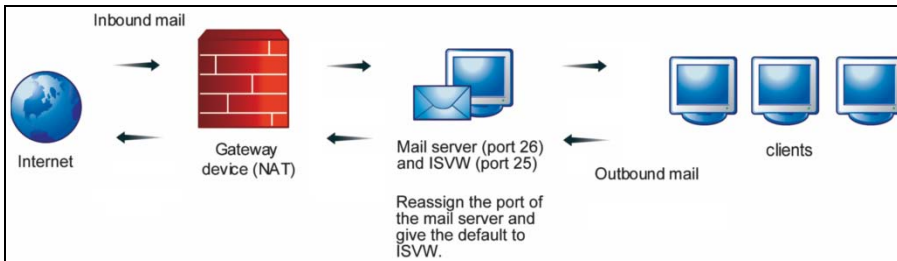 Inbound mail
Internet
Gateway
device (NAT)
Mail server (port 26)
and ISVW (port 25)
Reassign the port of
the mail server and
give the default to
ISVW.
Outbound mail
clients